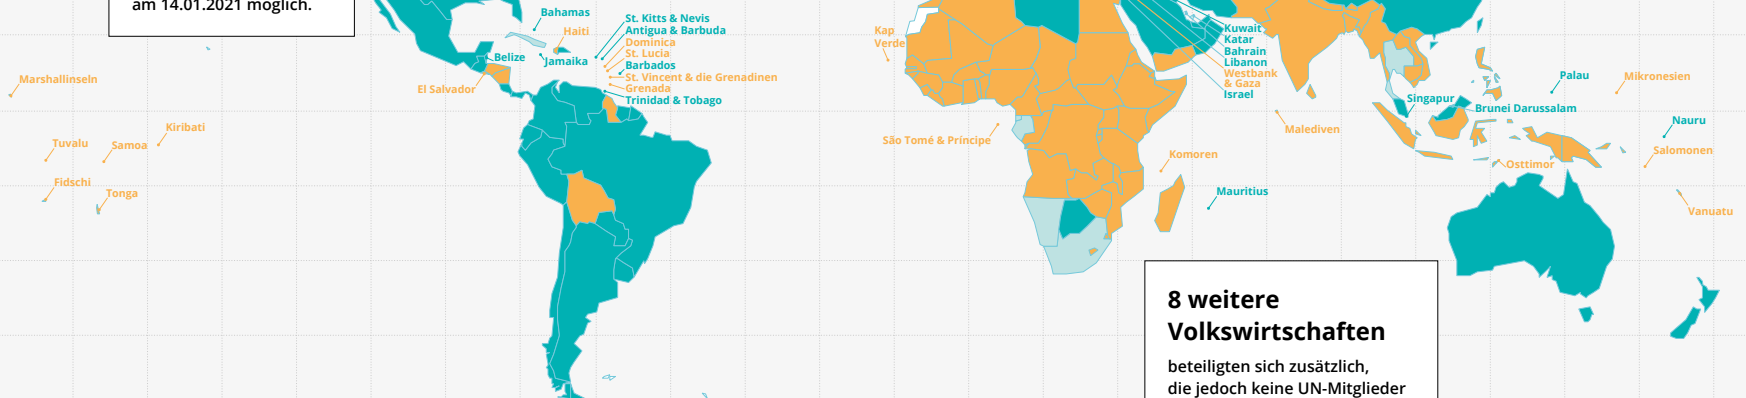 am 14.01.2021 möglich.
Bahamas
Haiti
Belize
Jamaika
El Salvador
St. Kitts & Nevis
Antigua & Barbuda
Dominica
St. Lucia
Barbados
St. Vincent & die Grenadinen
Grenada
Trinidad & Tobago
Marshallinseln
Kiribati
Tuvalu
Samoa
Fidschi
Tonga
Kap
Verde
São Tomé & Príncipe
Kuwait
Katar
Bahrain
Libanon
Westbank
& Gaza
Israel
Malediven
Komoren
Mauritius
Singapur
Brunei Darussalam
Palau
Mikronesien
Nauru
Salomonen
Osttimor
Vanuatu
8 weitere
Volkswirtschaften
beteiligten sich zusätzlich,
die jedoch keine UN-Mitglieder